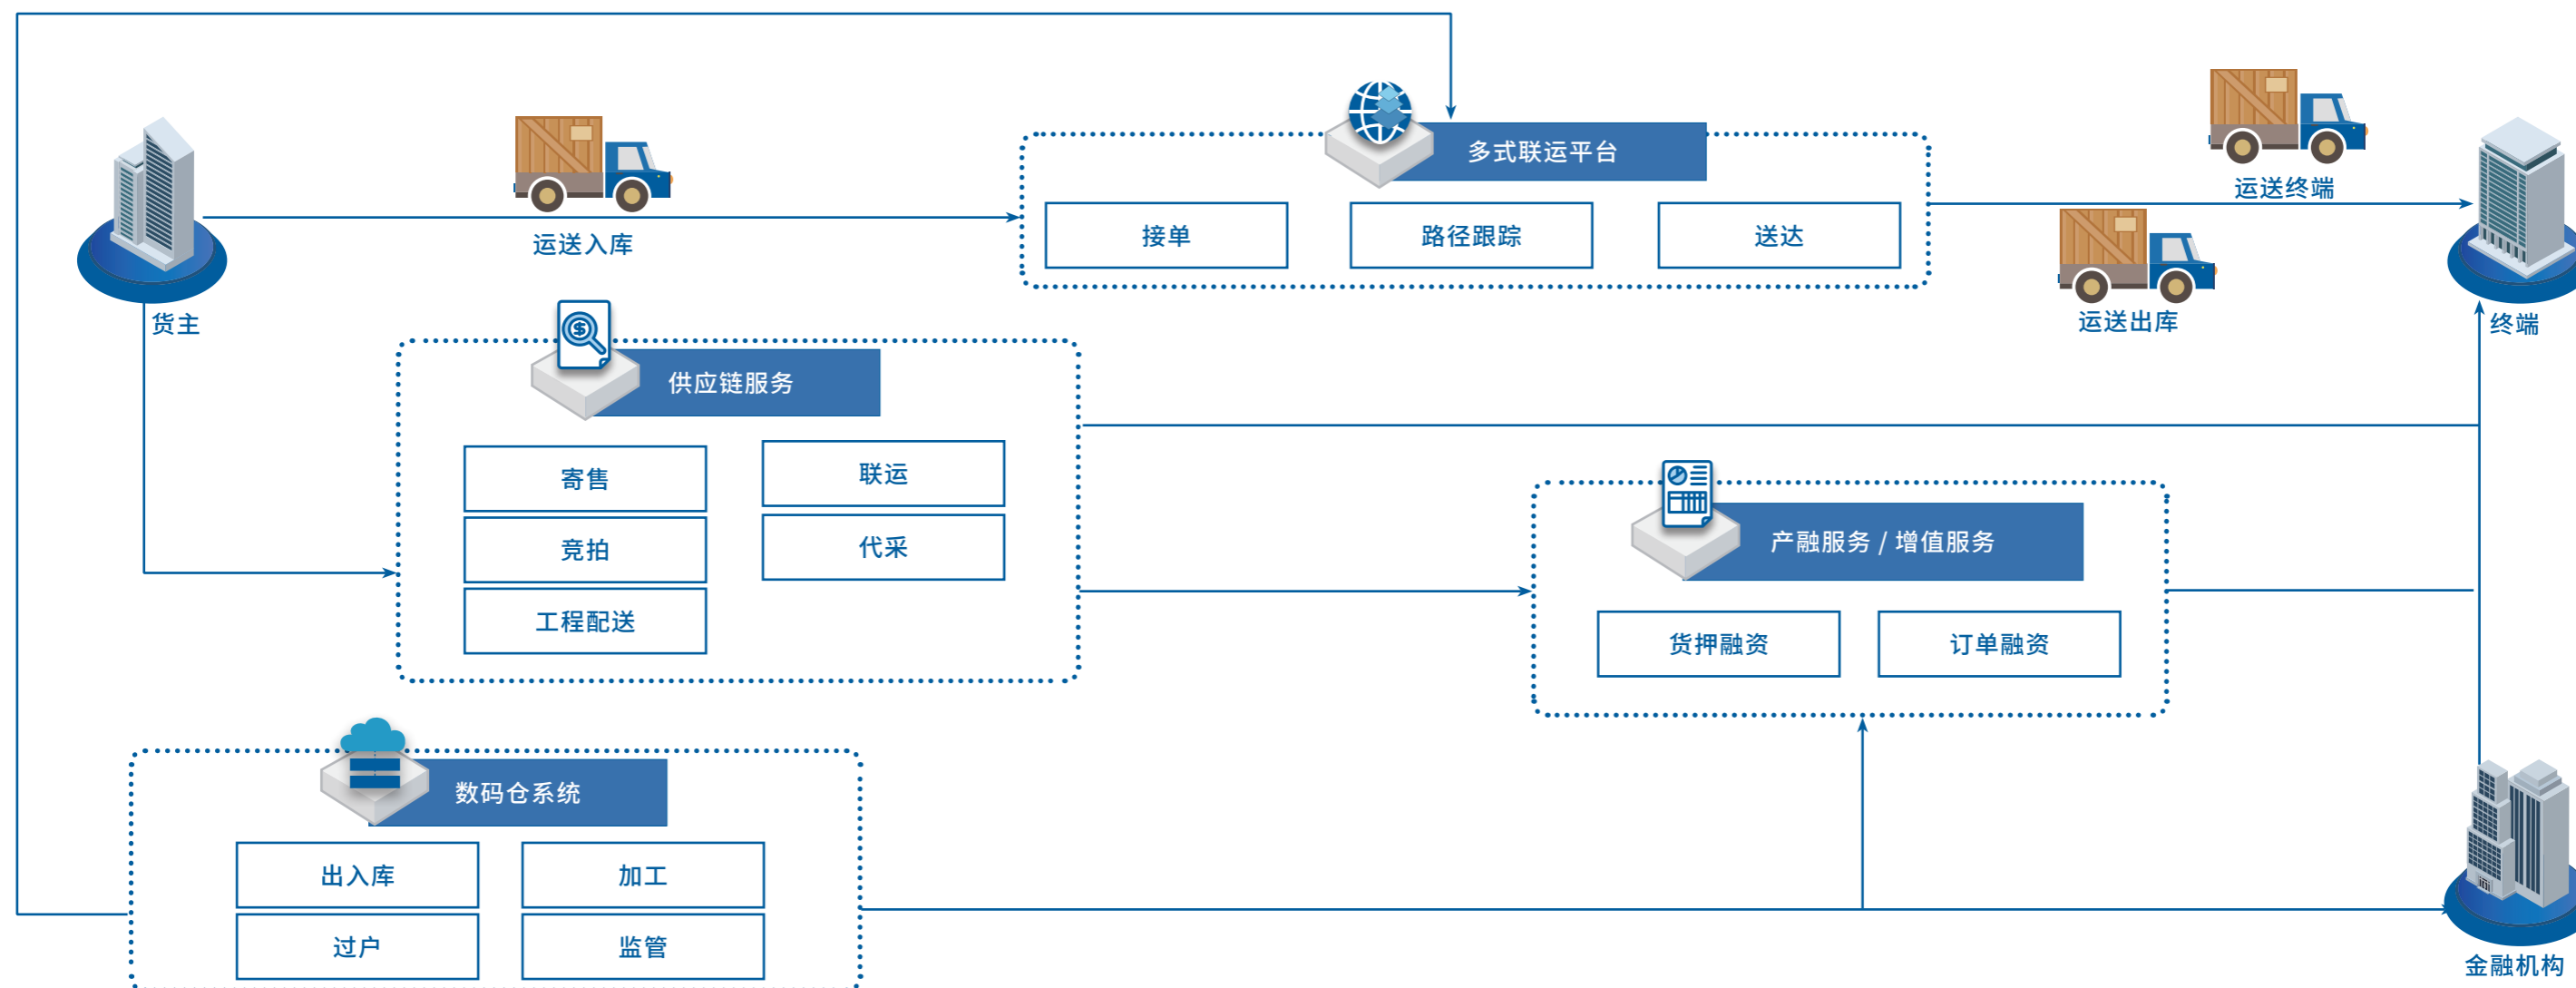 多式联运平台
接单
路径跟踪
送达
运送入库
运送终端
运送出库
货主
终端
供应链服务
寄售
联运
竞拍
代采
工程配送
产融服务 / 增值服务
货押融资
订单融资
数码仓系统
出入库
加工
过户
监管
金融机构